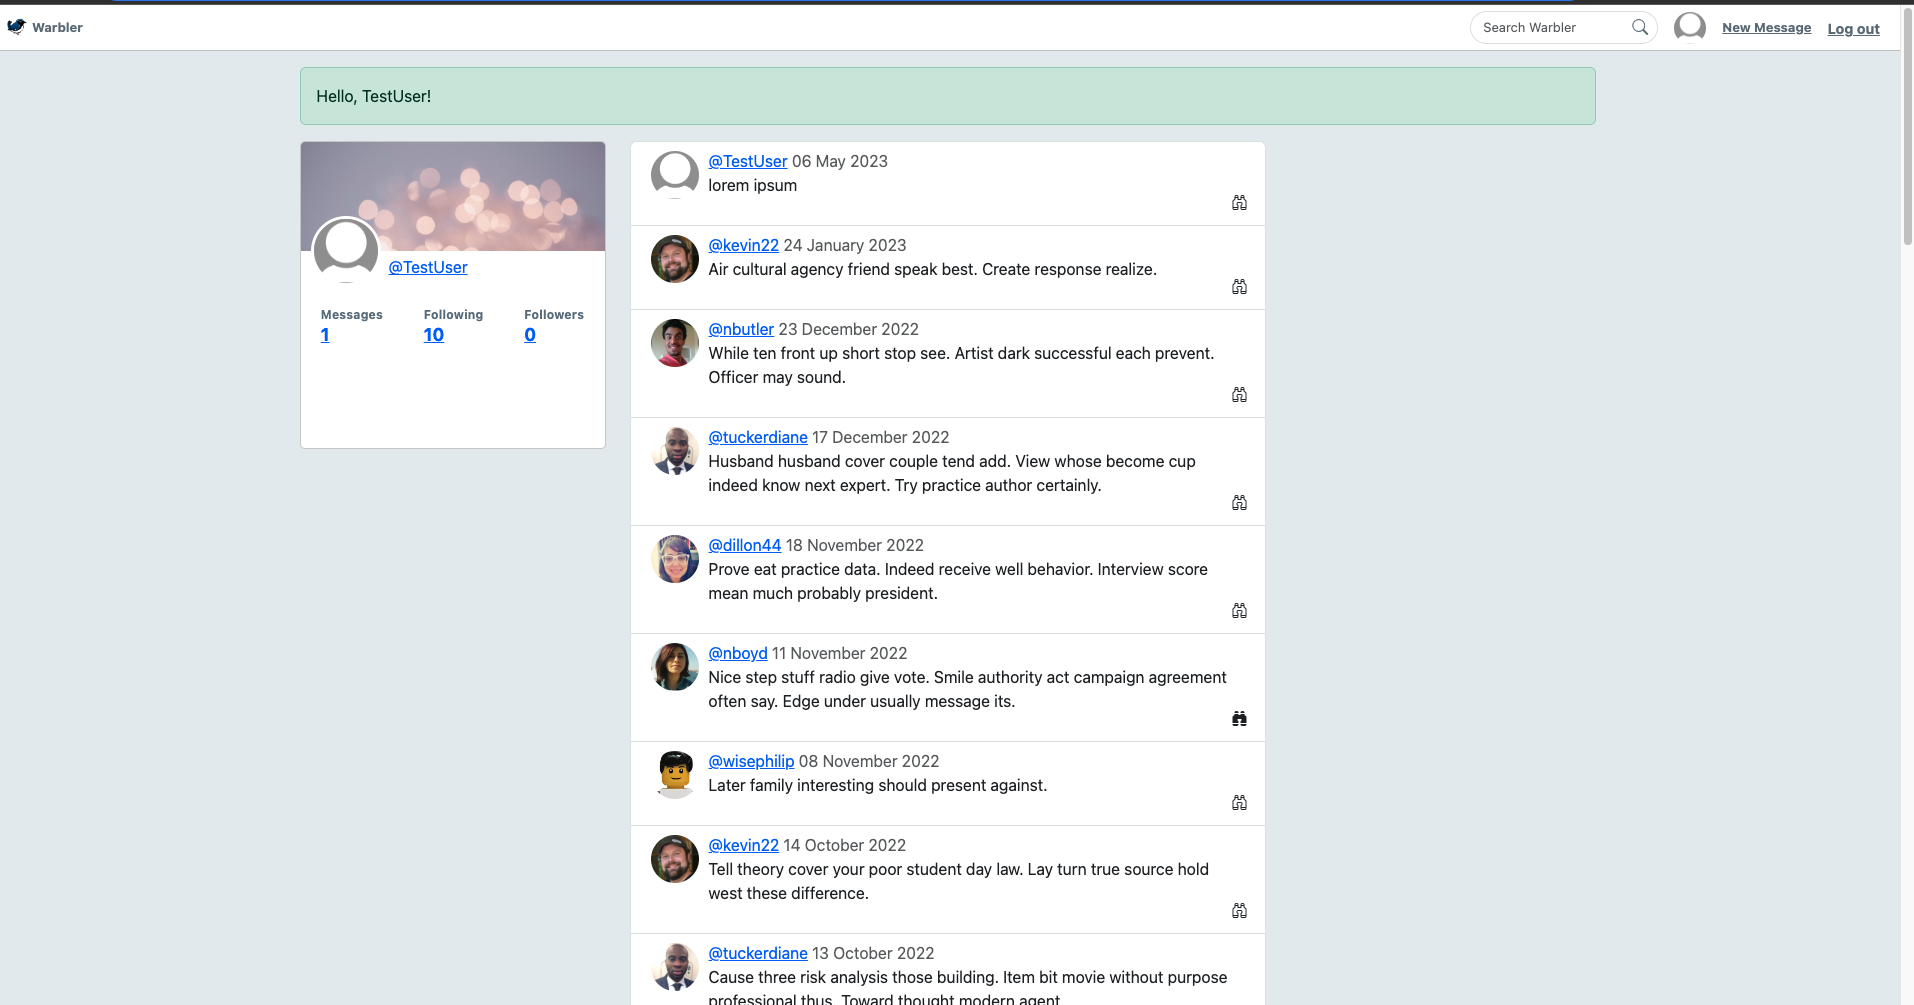 Warbler
Search Warbler
New Message
Log out
Hello, TestUser!
@TestUser
Messages
Following
Followers
1
10
0
@TestUser 06 May 2023
lorem ipsum
@kevin22 24 January 2023
Air cultural agency friend speak best. Create response realize.
@nbutler 23 December 2022
While ten front up short stop see. Artist dark successful each prevent.
Officer may sound.
@tuckerdiane 17 December 2022
Husband husband cover couple tend add. View whose become cup
indeed know next expert. Try practice author certainly.
@dillon44 18 November 2022
Prove eat practice data. Indeed receive well behavior. Interview score
mean much probably president.
@nboyd 11 November 2022
Nice step stuff radio give vote. Smile authority act campaign agreement
often say. Edge under usually message its.
@wisephilip 08 November 2022
Later family interesting should present against.
@kevin22 14 October 2022
Tell theory cover your poor student day law. Lay turn true source hold
west these difference.
@tuckerdiane 13 October 2022
Cause three risk analysis those building. Item bit movie without purpose
professional thus. Toward thought modern agent